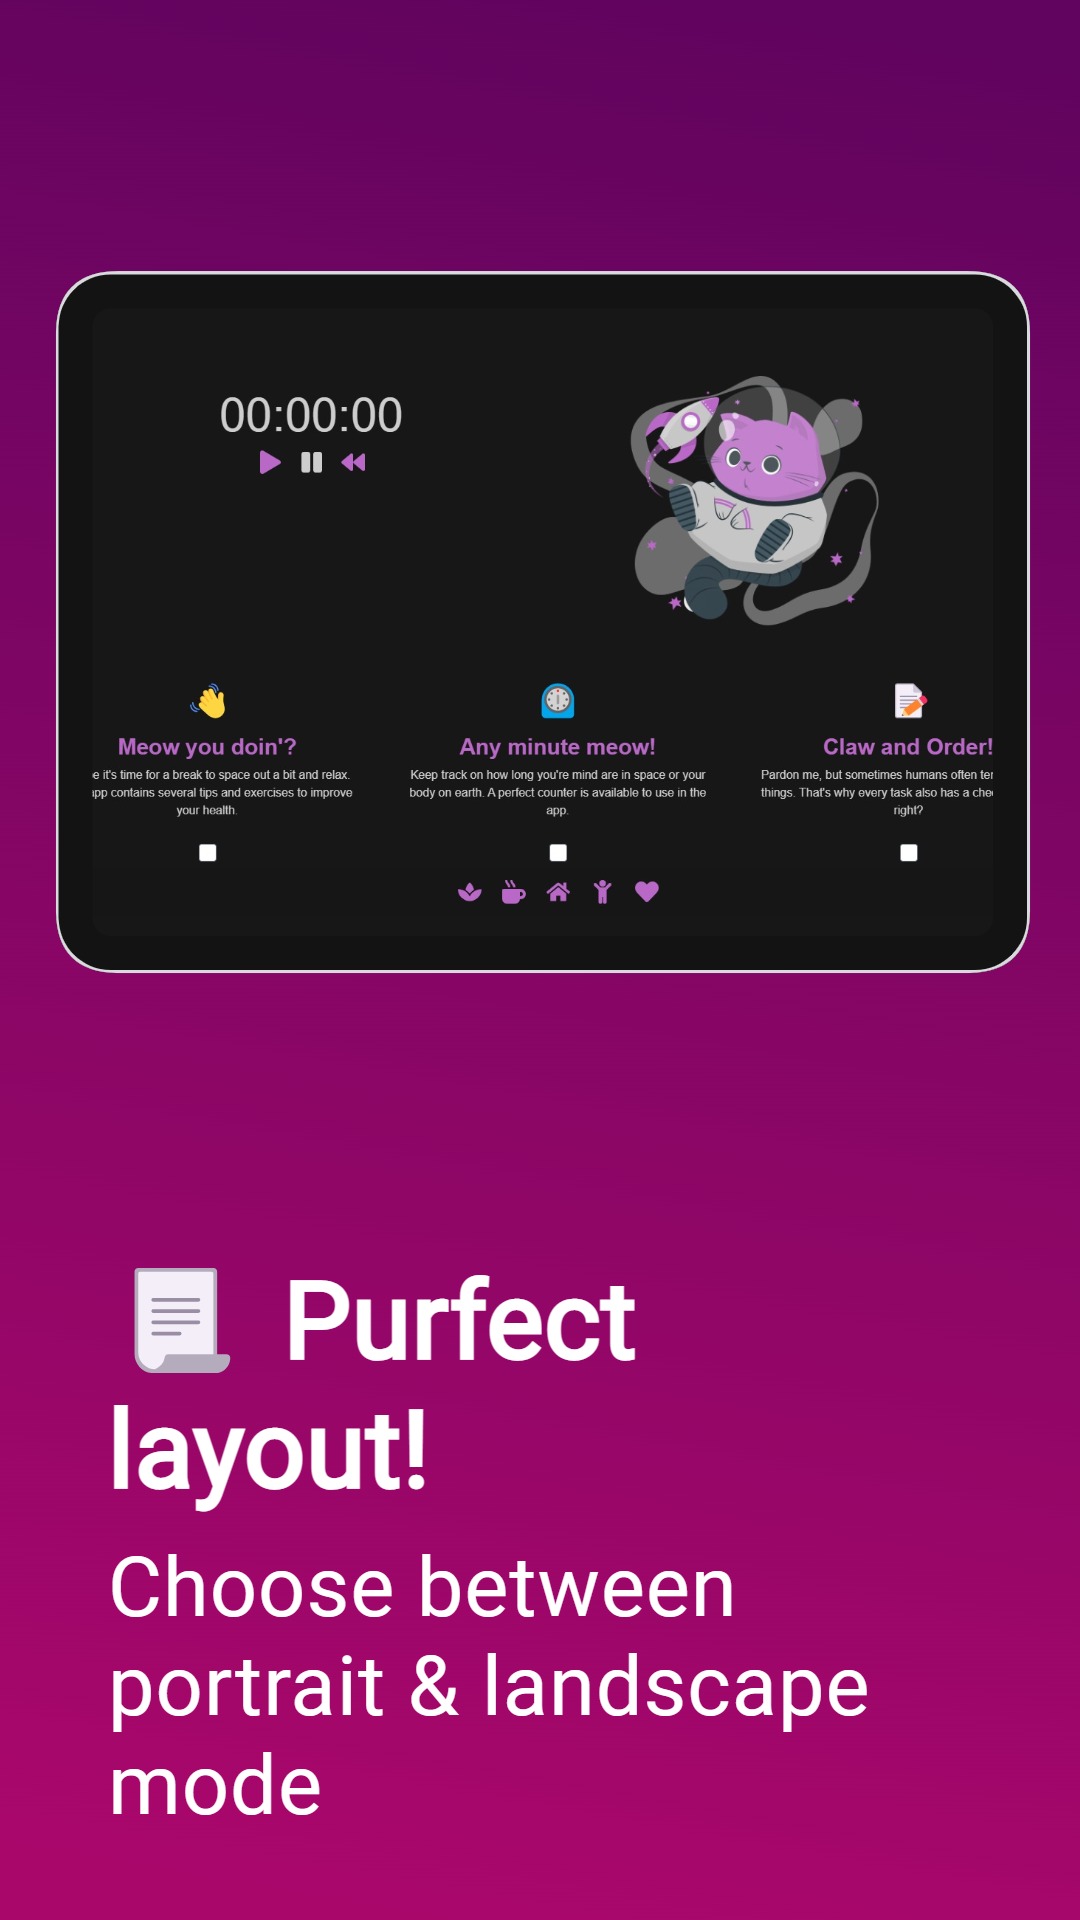 00:00:00
Meow you doin'?
e it's time for a break to space out a bit and relax.
app contains several tips and exercises to improve
your health.
Any minute meow!
Keep track on how long you're mind are in space or your
body on earth. A perfect counter is available to use in the
app.
Claw and Order!
Pardon me, but sometimes humans often
things. That's why every task also has a
right?
Purfect
layout!
Choose between
portrait & landscape
mode